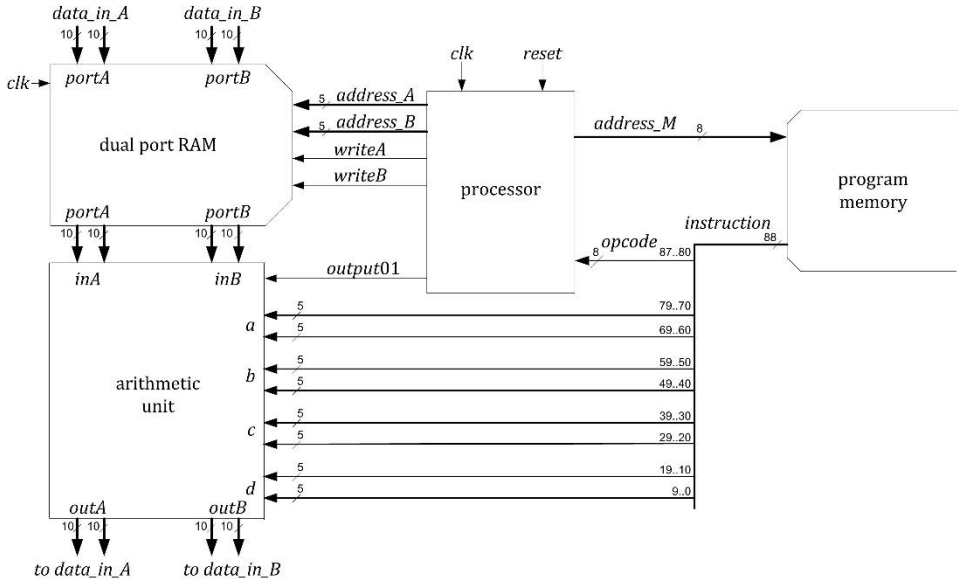 data_in_A data_in_B
10 10 10 10
clk portA portB
dual port RAM
portA portB
10 10 10 10
clk reset
5 address_A
5 address_B
writeA
writeB
processor
address_M 8
program
memory
instruction
88
opcode
8 87..80
output01
inA inB
arithmetic
unit
a
5 79..70
5 69..60
b
5 59..50
5 49..40
c
5 39..30
5 29..20
d
5 19..10
5 9..0
outA outB
10 10 10 10
to data_in_A to data_in_B